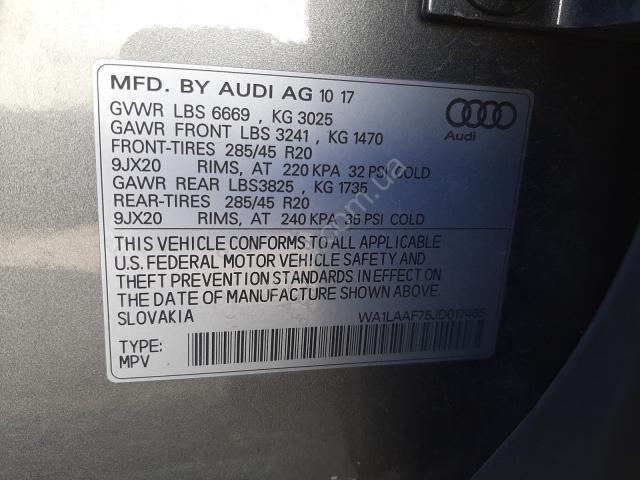 MFD. BY AUDI AG 10 17
GVWR LBS 6669 , KG 3025
GAWR FRONT LBS 3241 , KG 1470
FRONT-TIRES 285/45 R20
9JX20 RIMS, AT 220 KPA 32 PSI COLD
GAWR REAR LBS3825 , KG 1735
REAR-TIRES 285/45 R20
9JX20 RIMS, AT 240 KPA 35 PSI COLD
Audi
THIS VEHICLE CONFORMS TO ALL APPLICABLE
U.S. FEDERAL MOTOR VEHICLE SAFETY AND
THEFT PREVENTION STANDARDS IN EFFECT ON
THE DATE OF MANUFACTURE SHOWN ABOVE.
SLOVAKIA
WA1LAAF75JD017465
TYPE:
MPV